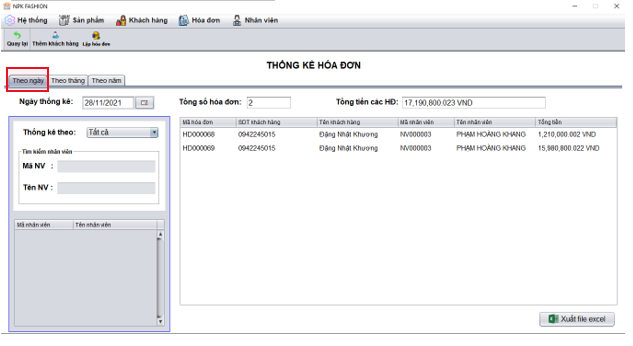 NPK FASHION
Hệ thống Sản phẩm Khách hàng Hóa đơn Nhân viên
Quay lại Thêm khách hàng Lập hóa đơn
THỐNG KÊ HÓA ĐƠN
Theo ngày Theo tháng Theo năm
Ngày thống kê: 28/11/2021 Tổng số hóa đơn: 2 Tổng tiền các HĐ: 17,190,800.023 VND
Thống kê theo: Tất cả
Tìm kiếm nhân viên
Mã NV :
Tên NV :
Mã nhân viên Tên nhân viên
Mã hóa đơn SDT khách hàng Tên khách hàng Mã nhân viên Tên nhân viên Tổng tiền
HD000068 0942245015 Đặng Nhật Khương NV000003 PHẠM HOÀNG KHANG 1,210,000.002 VND
HD000069 0942245015 Đặng Nhật Khương NV000003 PHẠM HOÀNG KHANG 15,980,800.022 VND
Xuất file excel